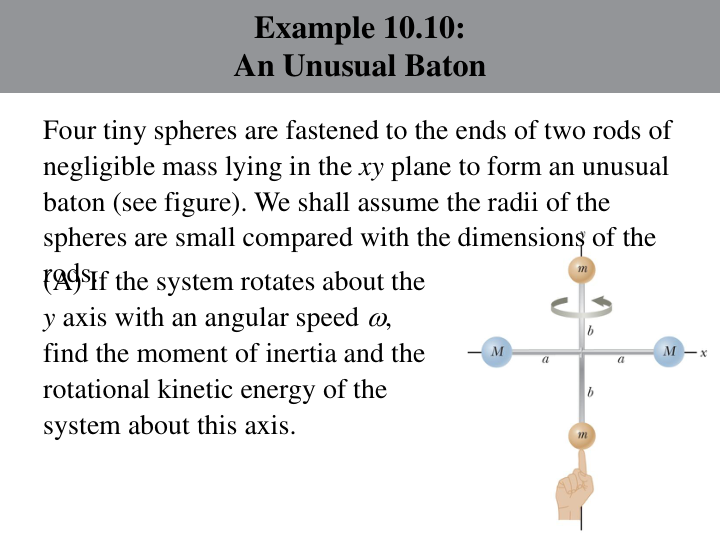 Example 10.10:
An Unusual Baton
Four tiny spheres are fastened to the ends of two rods of
negligible mass lying in the xy plane to form an unusual
baton (see figure). We shall assume the radii of the
spheres are small compared with the dimensions of the
rods.
(A) If the system rotates about the
y axis with an angular speed ω,
find the moment of inertia and the
rotational kinetic energy of the
system about this axis.
y
m
b
M
M
x
a
a
b
m